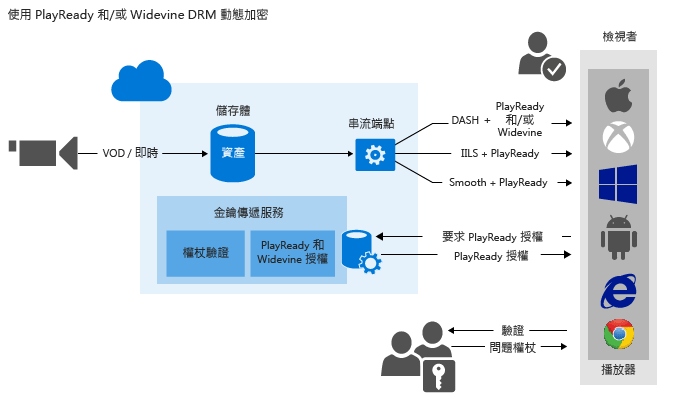 使用 PlayReady 和/或 Widevine DRM 動態加密
檢視者
儲存體
資產
串流端點
VOD / 即時
DASH +
PlayReady
和/或
Widevine
IILS + PlayReady
Smooth + PlayReady
金鑰傳遞服務
權杖驗證
PlayReady 和
Widevine 授權
要求 PlayReady 授權
PlayReady 授權
驗證
問題權杖
播放器